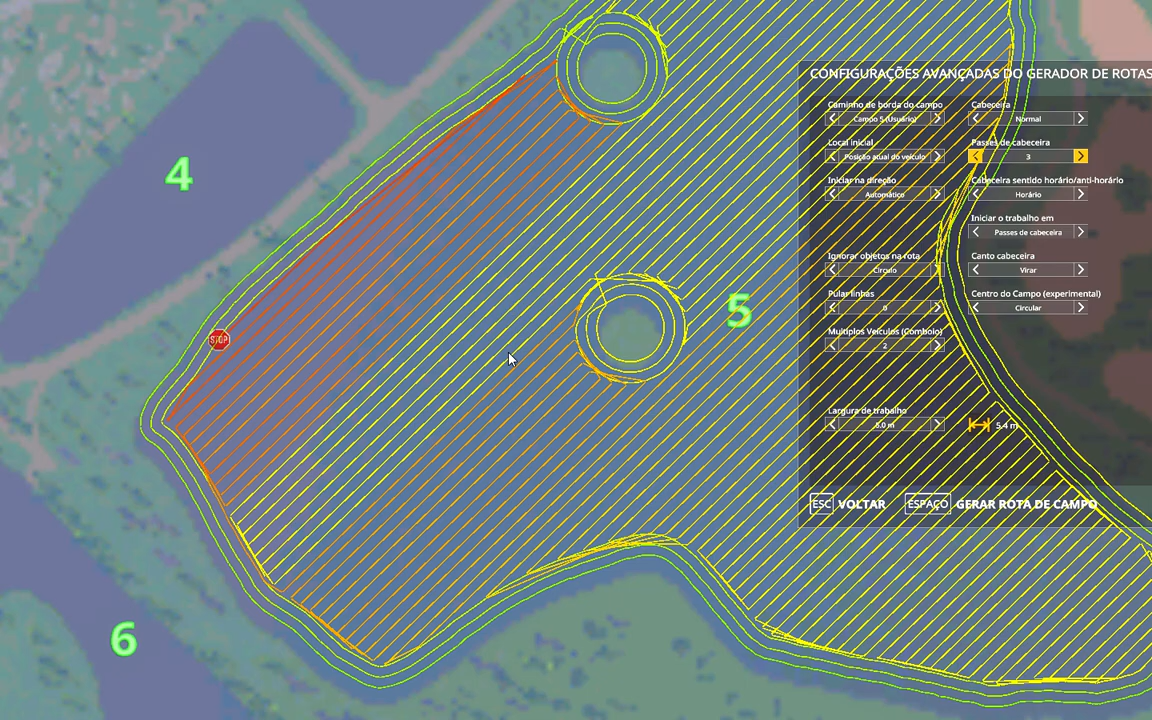 CONFIGURAÇÕES AVANÇADAS DO GERADOR DE ROTAS
Caminho de borda do campo
Campo 5 (Usuário)
Cabeceira
Normal
Local inicial
Posição atual do veículo
Passes de cabeceira
3
Iniciar na direção
Automático
Cabeceira sentido horário/anti-horário
Horário
Iniciar o trabalho em
Passes de cabeceira
Ignorar objetos na rota
Círculo
Canto cabeceira
Virar
Pular linhas
0
Centro do Campo (experimental)
Circular
Multiplos Veículos (Comboio)
2
Largura de trabalho
5.0 m
5.4 m
ESC VOLTAR
ESPAÇO GERAR ROTA DE CAMPO
4
5
STOP
6